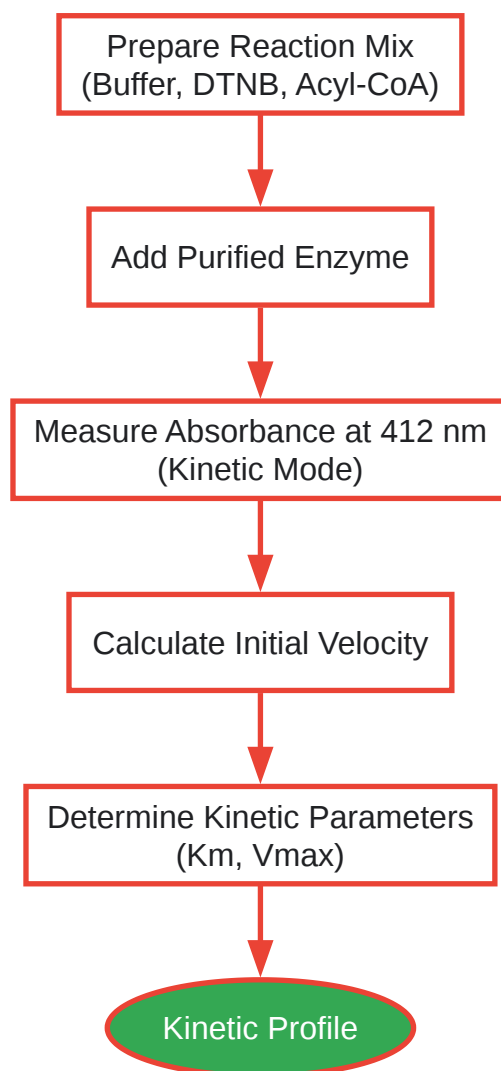 Prepare Reaction Mix
(Buffer, DTNB, Acyl-CoA)
Add Purified Enzyme
Measure Absorbance at 412 nm
(Kinetic Mode)
Calculate Initial Velocity
Determine Kinetic Parameters
(Km, Vmax)
Kinetic Profile